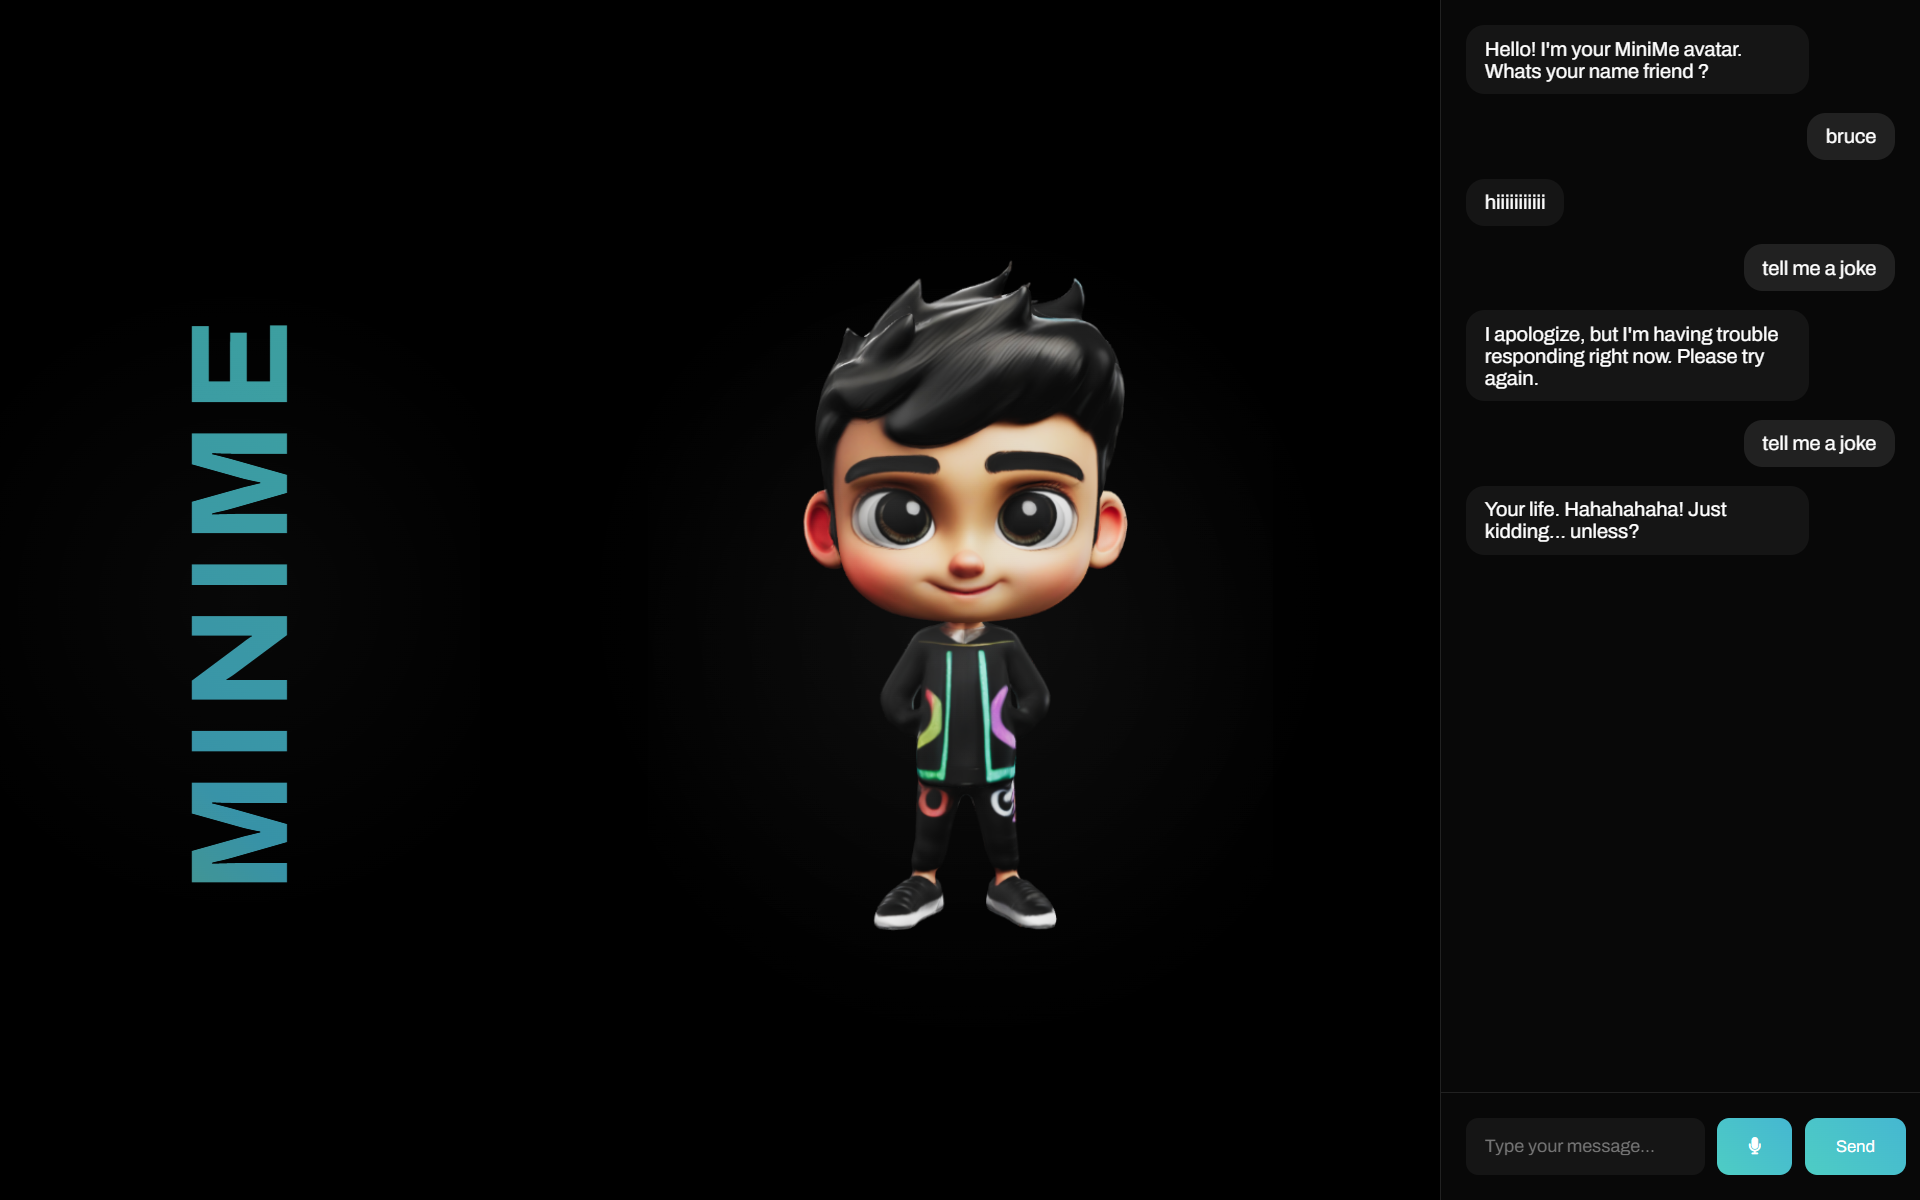 MINIME
Hello! I'm your MiniMe avatar.
Whats your name friend ?
bruce
hiiiiiiiiiii
tell me a joke
I apologize, but I'm having trouble
responding right now. Please try
again.
tell me a joke
Your life. Hahahahaha! Just
kidding... unless?
Type your message...
Send